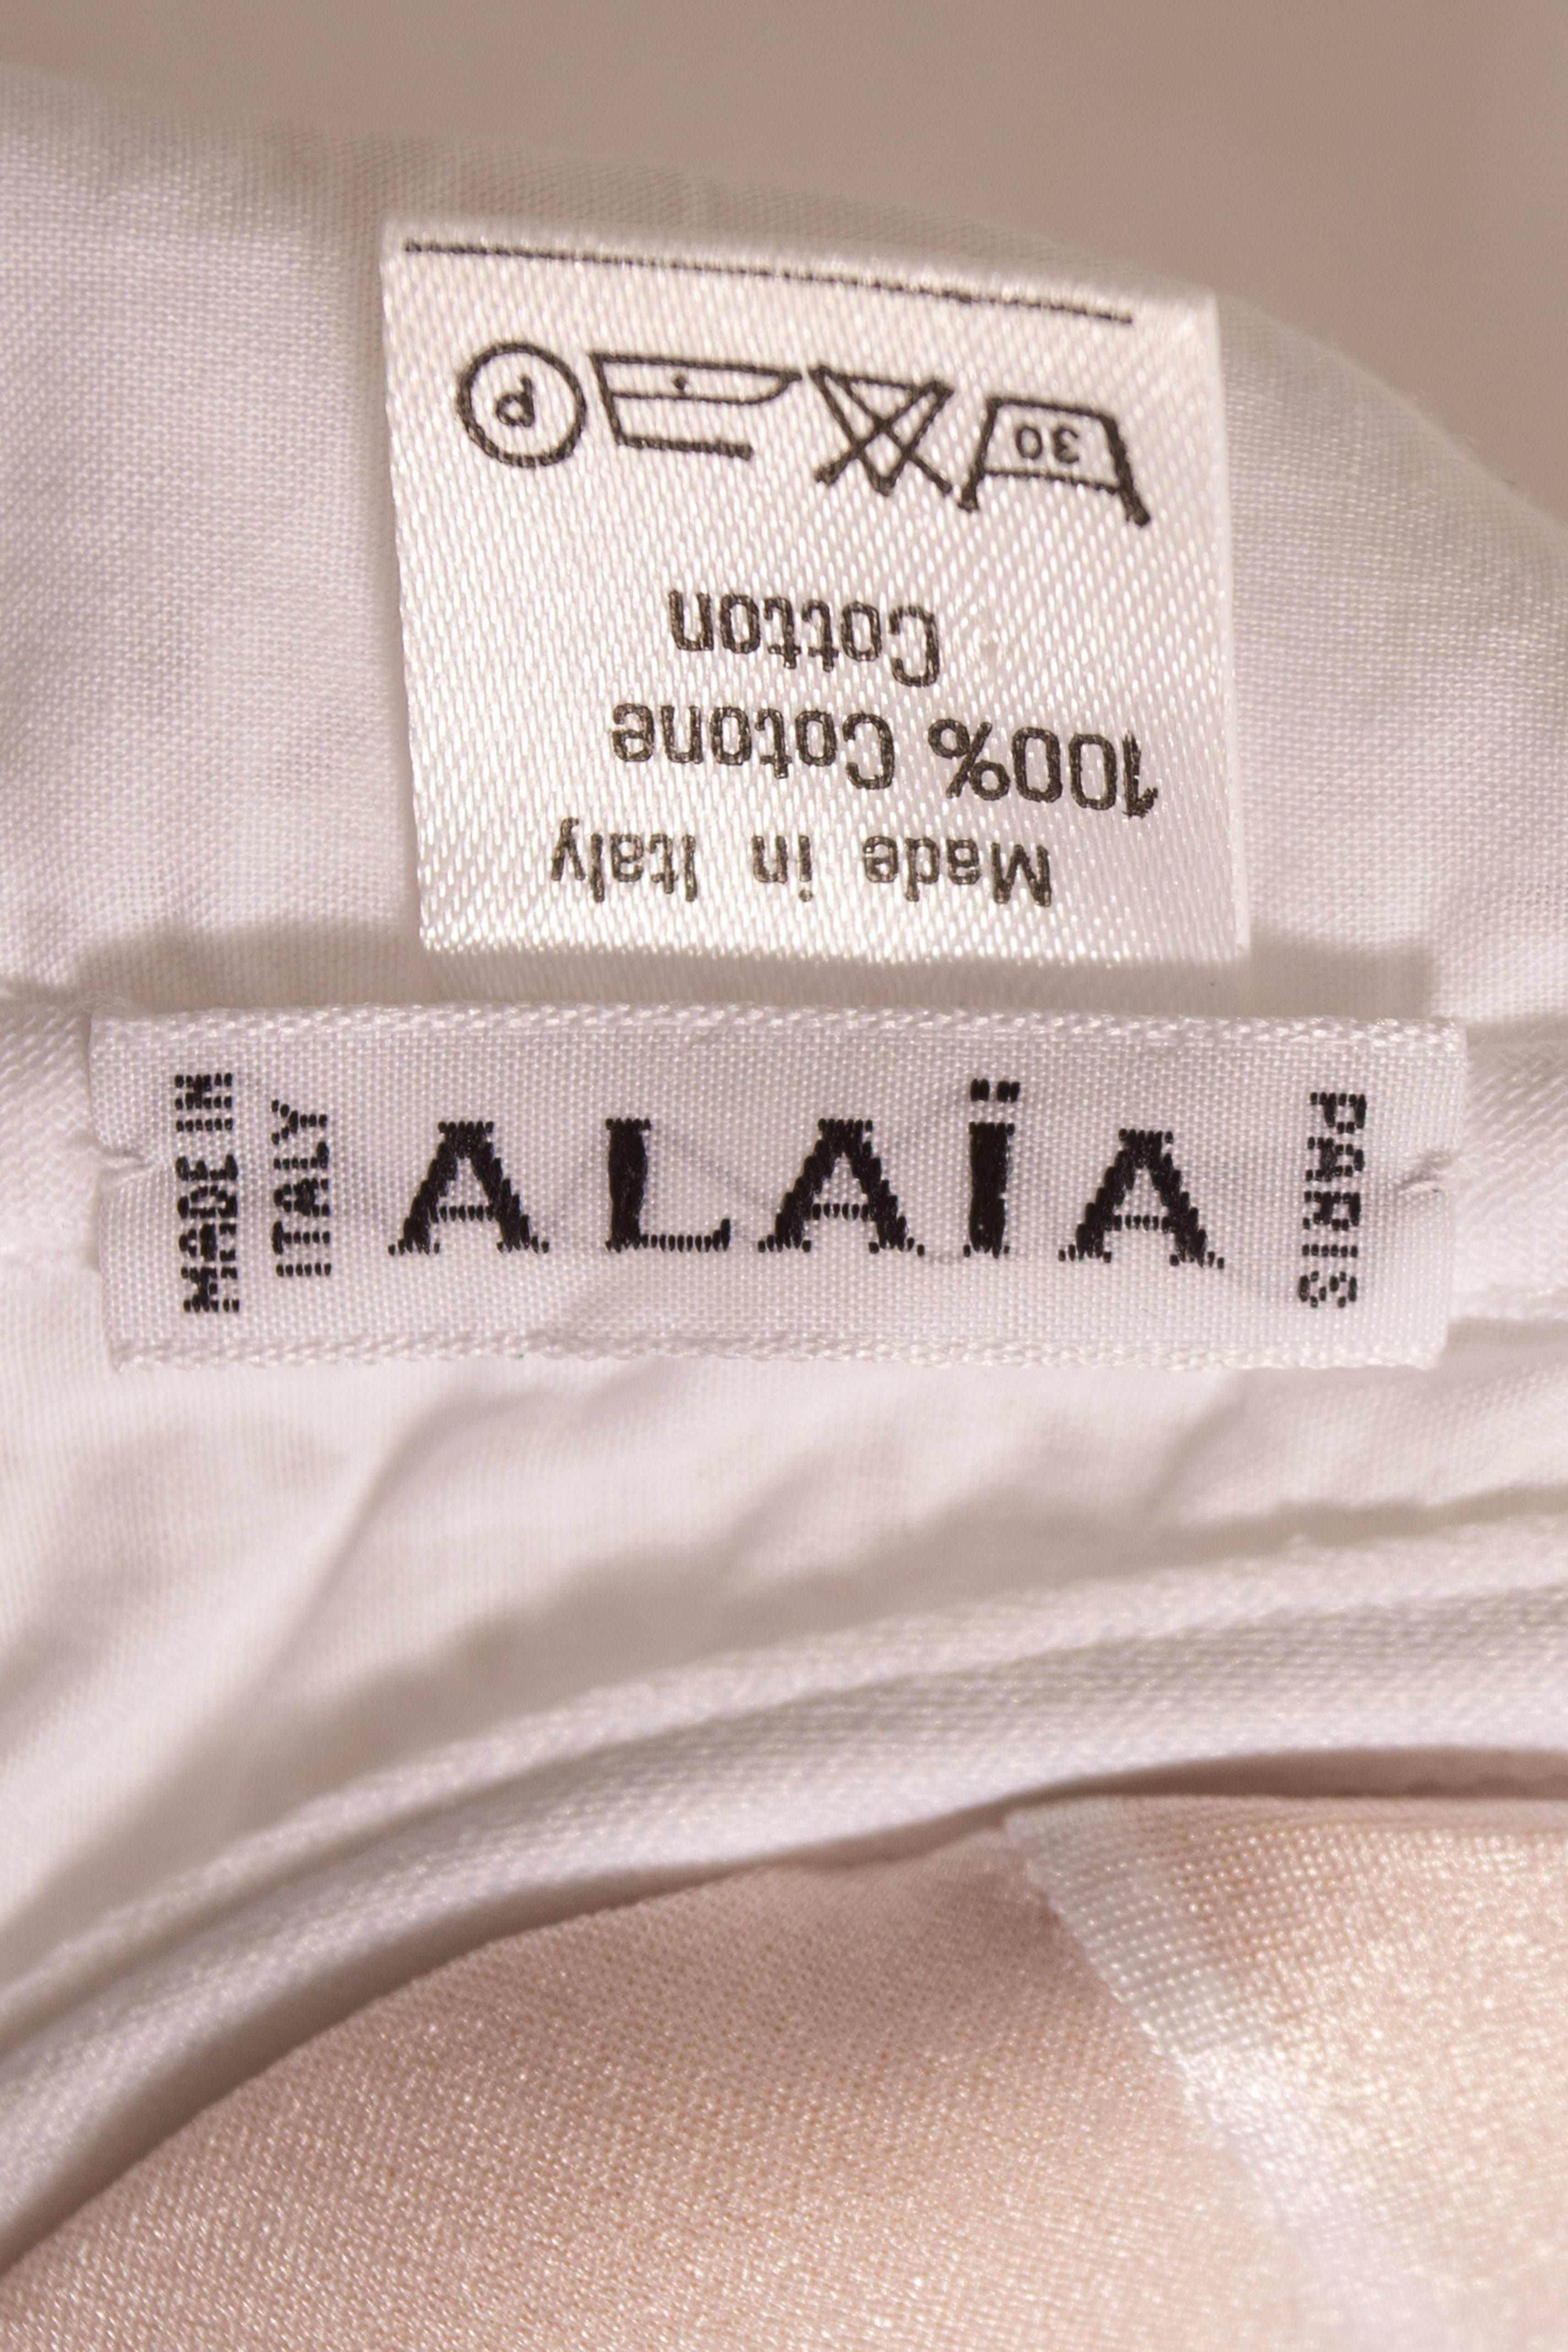 Made in Italy
100% Cotone
Cotton
30
P
MADE IN
ITALY
ALAÏA
PARIS